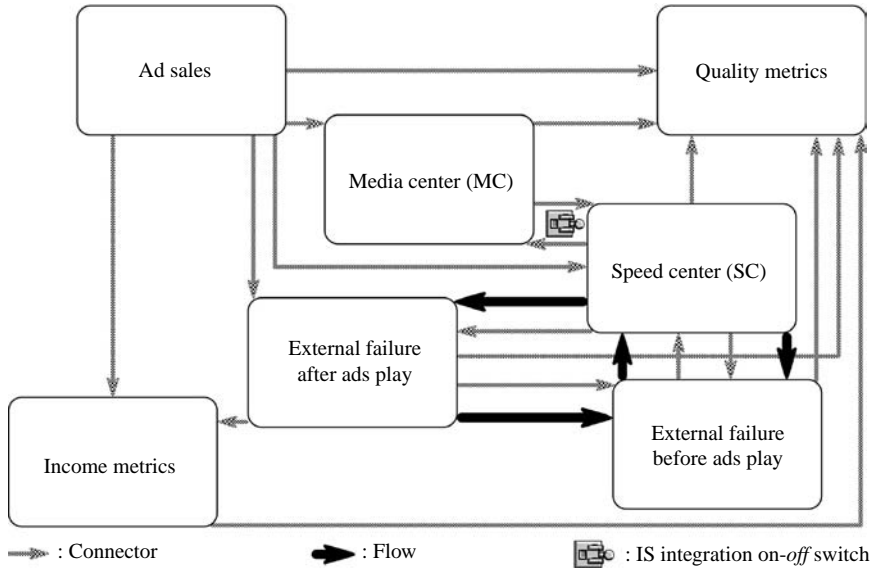 Ad sales
Quality metrics
Media center (MC)
Speed center (SC)
External failure
after ads play
External failure
before ads play
Income metrics
: Connector
: Flow
: IS integration on-off switch